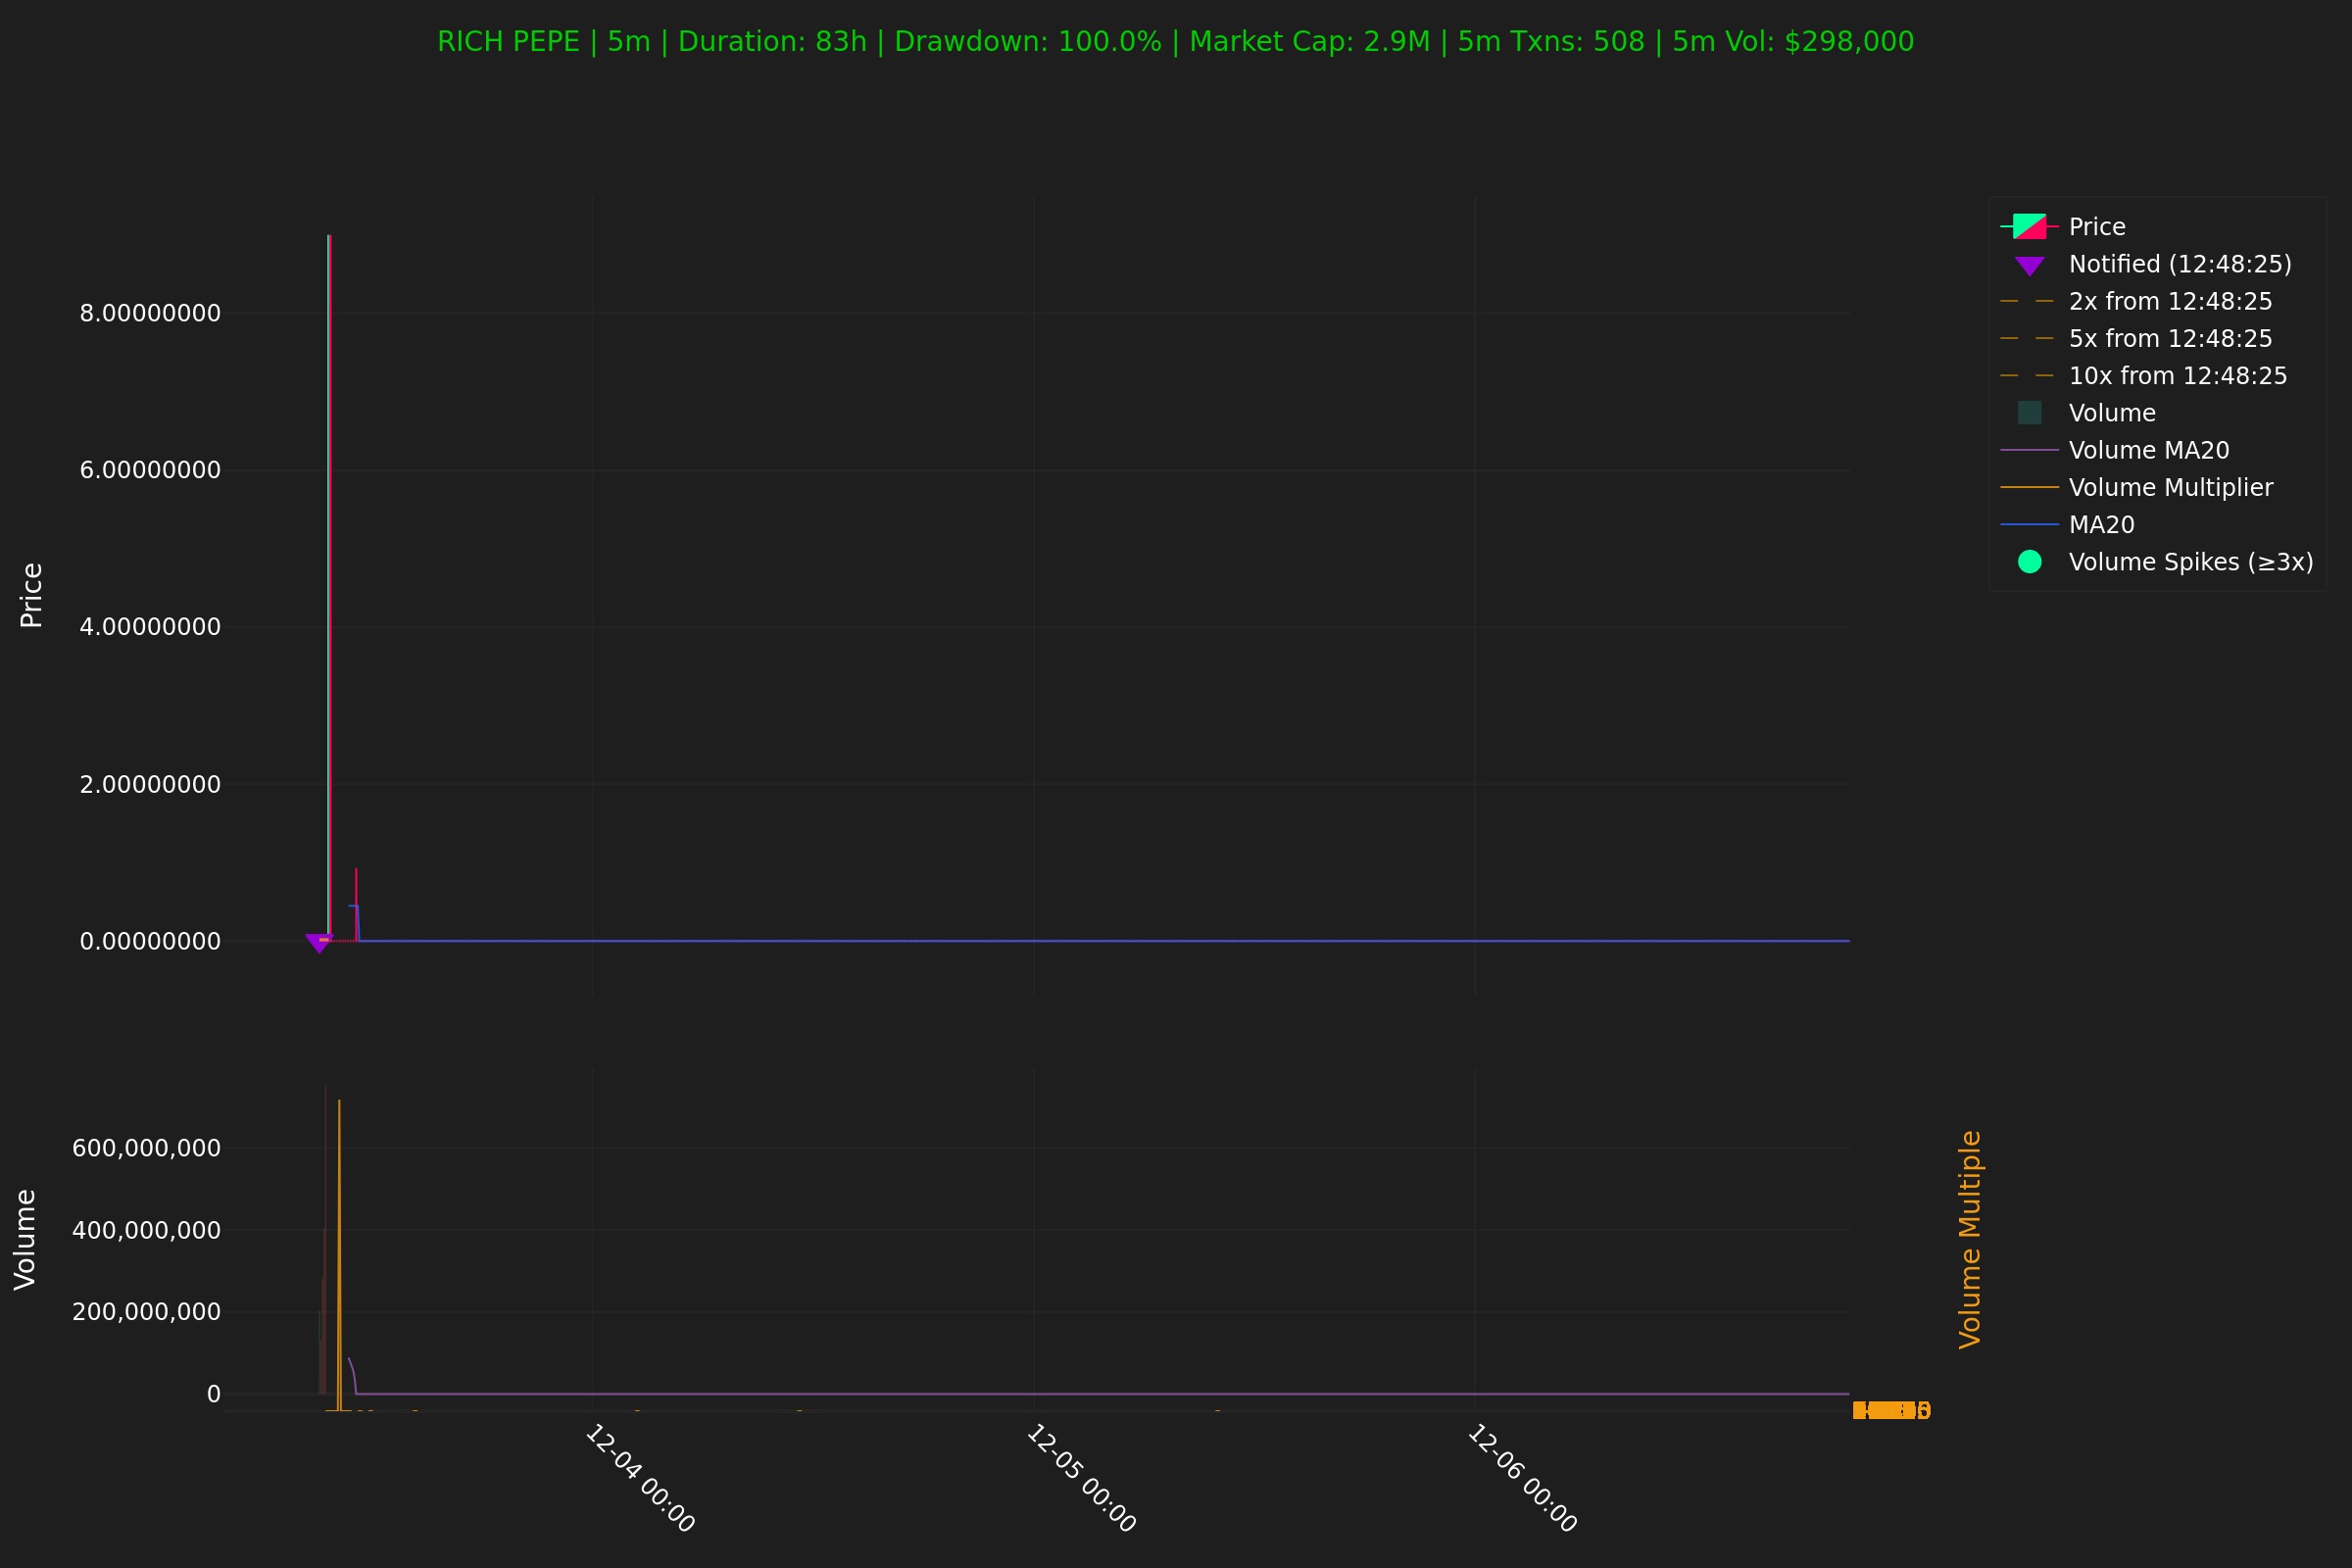 RICH PEPE | 5m | Duration: 83h | Drawdown: 100.0% | Market Cap: 2.9M | 5m Txns: 508 | 5m Vol: $298,000
Price
8.00000000
6.00000000
4.00000000
2.00000000
0.00000000
Price
Notified (12:48:25)
2x from 12:48:25
5x from 12:48:25
10x from 12:48:25
Volume
Volume MA20
Volume Multiplier
MA20
Volume Spikes (≥3x)
Volume
600,000,000
400,000,000
200,000,000
0
Volume Multiple
12-04 00:00
12-05 00:00
12-06 00:00